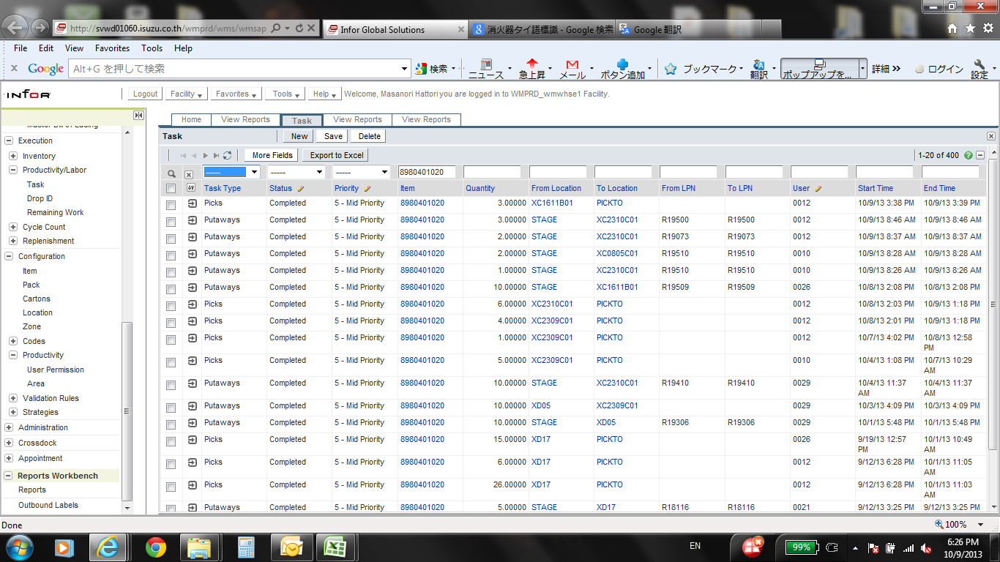 http://svwd01060.isuzu.co.th/wmprd/wms/wmsap
Infor Global Solutions
消火器タイ語標識 - Google 検索
Google 翻訳
File Edit View Favorites Tools Help
Google Alt+G を押して検索 検索 ニュース 急上昇 メール ボタン追加 ブックマーク 翻訳 ポップアップを... 詳細 ログイン 設定
infor Logout Facility Favorites Tools Help Welcome, Masanori Hattori you are logged in to WMPRD_wmwhse1 Facility.
Home View Reports Task View Reports View Reports
Task New Save Delete
More Fields Export to Excel 1-20 of 400
----- ----- ----- 8980401020
Task Type Status Priority Item Quantity From Location To Location From LPN To LPN User Start Time End Time
Picks Completed 5 - Mid Priority 8980401020 3.00000 XC1611B01 PICKTO 0012 10/9/13 3:38 PM 10/9/13 3:39 PM
Putaways Completed 5 - Mid Priority 8980401020 3.00000 STAGE XC2310C01 R19500 R19500 0012 10/9/13 8:46 AM 10/9/13 8:46 AM
Putaways Completed 5 - Mid Priority 8980401020 2.00000 STAGE XC2310C01 R19073 R19073 0012 10/9/13 8:37 AM 10/9/13 8:37 AM
Putaways Completed 5 - Mid Priority 8980401020 2.00000 STAGE XC0805C01 R19510 R19510 0010 10/9/13 8:28 AM 10/9/13 8:28 AM
Putaways Completed 5 - Mid Priority 8980401020 1.00000 STAGE XC2310C01 R19510 R19510 0010 10/9/13 8:26 AM 10/9/13 8:26 AM
Putaways Completed 5 - Mid Priority 8980401020 10.00000 STAGE XC1611B01 R19509 R19509 0026 10/8/13 2:08 PM 10/8/13 2:08 PM
Picks Completed 5 - Mid Priority 8980401020 6.00000 XC2310C01 PICKTO 0012 10/8/13 2:03 PM 10/9/13 1:18 PM
Picks Completed 5 - Mid Priority 8980401020 4.00000 XC2309C01 PICKTO 0012 10/8/13 2:01 PM 10/9/13 1:18 PM
Picks Completed 5 - Mid Priority 8980401020 1.00000 XC2309C01 PICKTO 0012 10/7/13 4:02 PM 10/8/13 12:58 PM
Picks Completed 5 - Mid Priority 8980401020 5.00000 XC2309C01 PICKTO 0010 10/4/13 1:08 PM 10/7/13 10:29 AM
Putaways Completed 5 - Mid Priority 8980401020 10.00000 STAGE XC2310C01 R19410 R19410 0029 10/4/13 11:37 AM 10/4/13 11:37 AM
Putaways Completed 5 - Mid Priority 8980401020 10.00000 XD05 XC2309C01 0029 10/3/13 4:09 PM 10/3/13 4:09 PM
Putaways Completed 5 - Mid Priority 8980401020 10.00000 STAGE XD05 R19306 R19306 0029 10/1/13 5:48 PM 10/1/13 5:48 PM
Picks Completed 5 - Mid Priority 8980401020 15.00000 XD17 PICKTO 0026 9/19/13 12:57 PM 10/1/13 10:49 AM
Picks Completed 5 - Mid Priority 8980401020 6.00000 XD17 PICKTO 0012 9/12/13 6:28 PM 10/1/13 11:05 AM
Picks Completed 5 - Mid Priority 8980401020 26.00000 XD17 PICKTO 0012 9/12/13 6:28 PM 10/1/13 11:03 AM
Putaways Completed 5 - Mid Priority 8980401020 5.00000 STAGE XD17 R18116 R18116 0021 9/12/13 3:25 PM 9/12/13 3:25 PM
Master Bill of Lading
Execution
Inventory
Productivity/Labor
Task
Drop ID
Remaining Work
Cycle Count
Replenishment
Configuration
Item
Pack
Cartons
Location
Zone
Codes
Productivity
User Permission
Area
Validation Rules
Strategies
Administration
Crossdock
Appointment
Reports Workbench
Reports
Outbound Labels
Done 100%
EN 99% 6:26 PM
10/9/2013